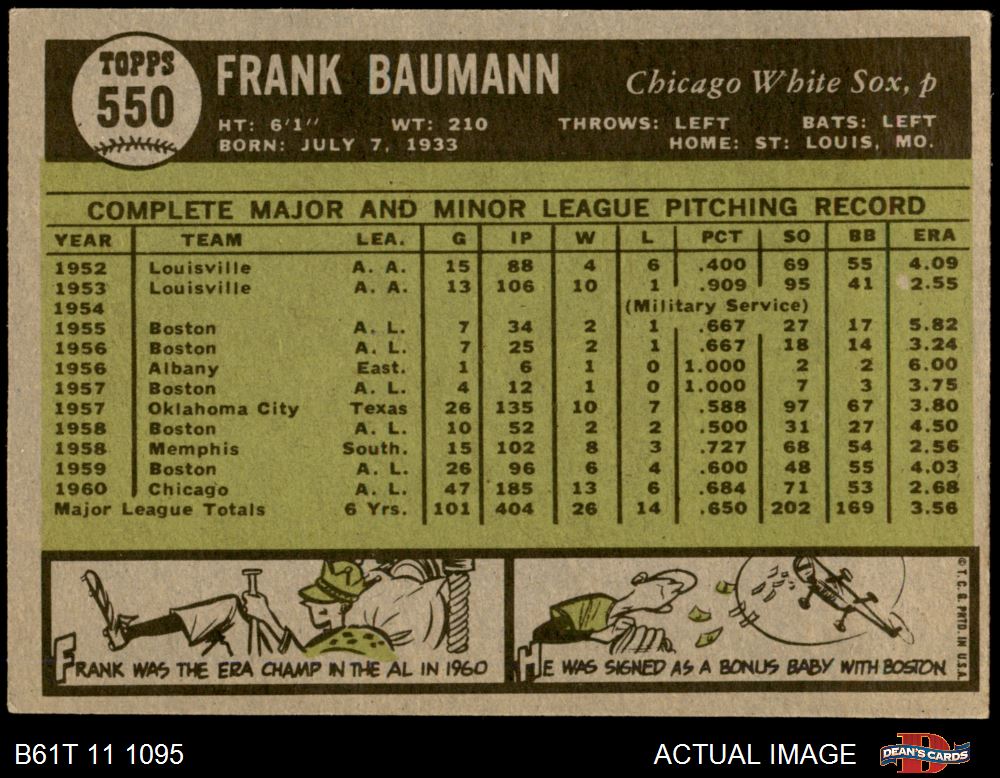 TOPPS
550
FRANK BAUMANN
Chicago White Sox, p
HT: 6'1" WT: 210 THROWS: LEFT BATS: LEFT
BORN: JULY 7, 1933 HOME: ST: LOUIS, MO.
COMPLETE MAJOR AND MINOR LEAGUE PITCHING RECORD
YEAR TEAM LEA. G IP W L PCT SO BB ERA
1952 Louisville A. A. 15 88 4 6 .400 69 55 4.09
1953 Louisville A. A. 13 106 10 1 .909 95 41 2.55
1954 (Military Service)
1955 Boston A. L. 7 34 2 1 .667 27 17 5.82
1956 Boston A. L. 7 25 2 1 .667 18 14 3.24
1956 Albany East. 1 6 1 0 1.000 2 2 6.00
1957 Boston A. L. 4 12 1 0 1.000 7 3 3.75
1957 Oklahoma City Texas 26 135 10 7 .588 97 67 3.80
1958 Boston A. L. 10 52 2 2 .500 31 27 4.50
1958 Memphis South. 15 102 8 3 .727 68 54 2.56
1959 Boston A. L. 26 96 6 4 .600 48 55 4.03
1960 Chicago A. L. 47 185 13 6 .684 71 53 2.68
Major League Totals 6 Yrs. 101 404 26 14 .650 202 169 3.56
FRANK WAS THE ERA CHAMP IN THE AL IN 1960
HE WAS SIGNED AS A BONUS BABY WITH BOSTON
© T.C.G. PRTD. IN U.S.A.
B61T 11 1095
ACTUAL IMAGE
DEAN'S CARDS